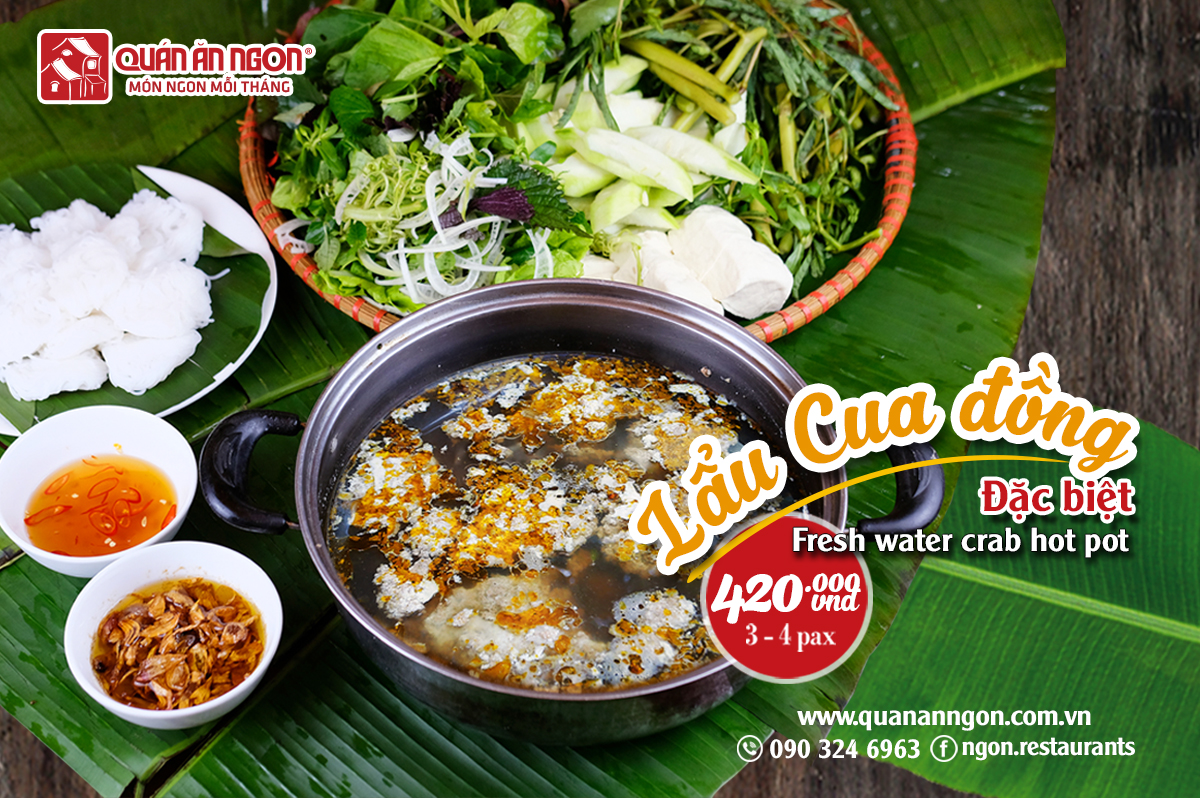 QUÁN ĂN NGON®
MÓN NGON MỖI THÁNG
Lẩu Cua đồng
Đặc biệt
Fresh water crab hot pot
420.000
vnd
3 - 4 pax
www.quananngon.com.vn
090 324 6963 f ngon.restaurants